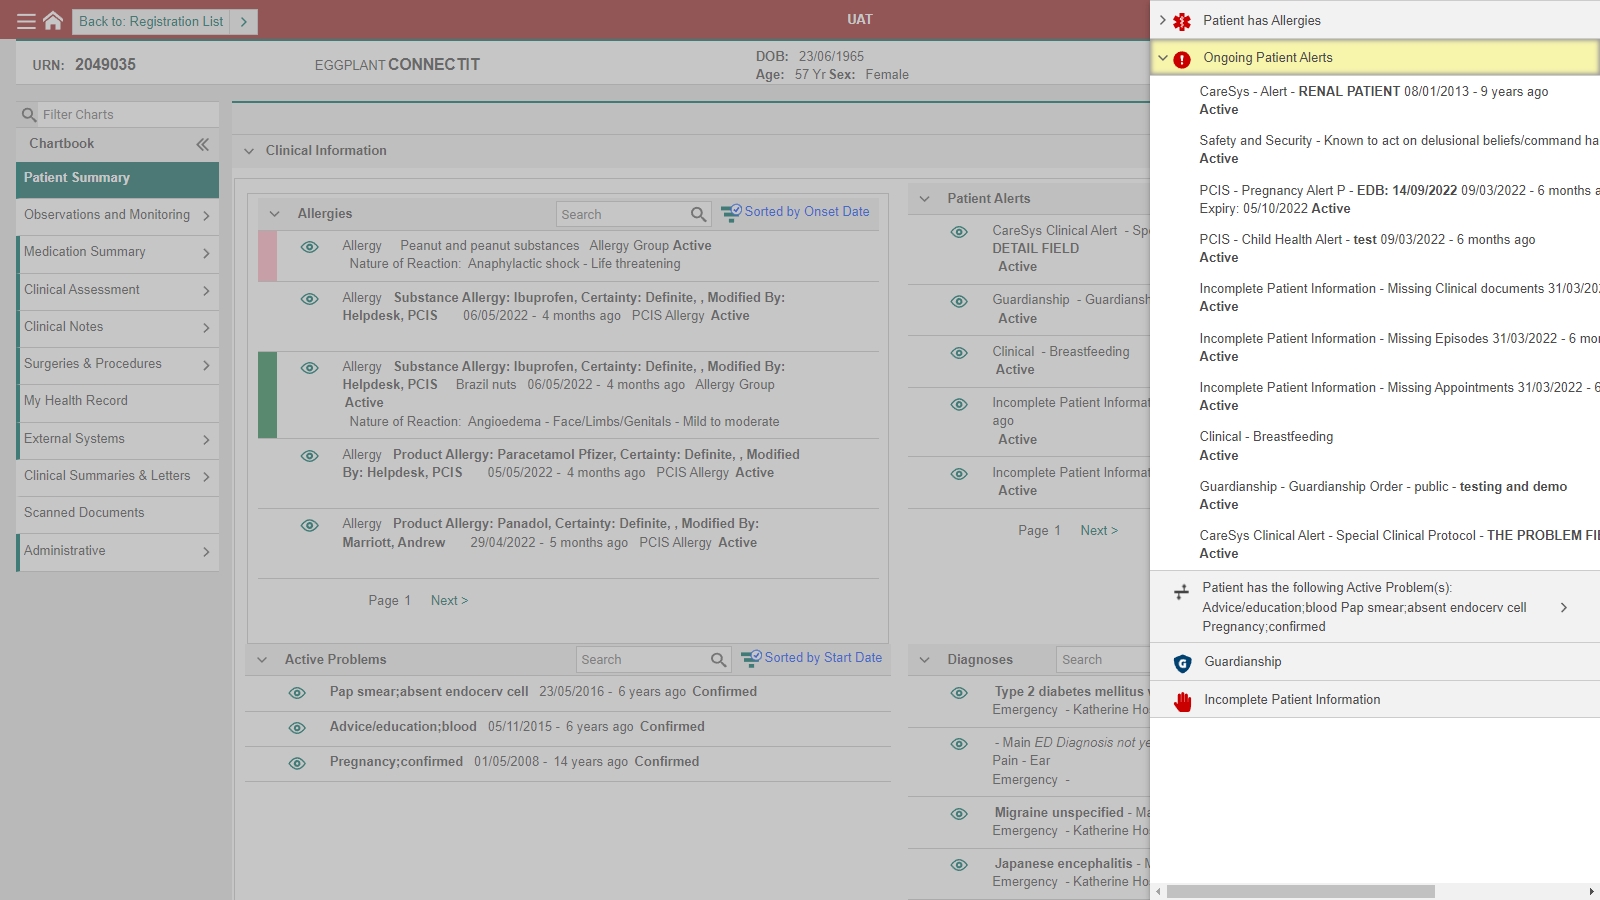 Back to: Registration List
UAT
URN: 2049035
EGGPLANT CONNECTIT
DOB: 23/06/1965
Age: 57 Yr Sex: Female
Filter Charts
Chartbook
Patient Summary
Observations and Monitoring
Medication Summary
Clinical Assessment
Clinical Notes
Surgeries & Procedures
My Health Record
External Systems
Clinical Summaries & Letters
Scanned Documents
Administrative
Clinical Information
Allergies
Search
Sorted by Onset Date
Allergy Peanut and peanut substances Allergy Group Active
Nature of Reaction: Anaphylactic shock - Life threatening
Allergy Substance Allergy: Ibuprofen, Certainty: Definite, , Modified By:
Helpdesk, PCIS 06/05/2022 - 4 months ago PCIS Allergy Active
Allergy Substance Allergy: Ibuprofen, Certainty: Definite, , Modified By:
Helpdesk, PCIS Brazil nuts 06/05/2022 - 4 months ago Allergy Group
Active
Nature of Reaction: Angioedema - Face/Limbs/Genitals - Mild to moderate
Allergy Product Allergy: Paracetamol Pfizer, Certainty: Definite, , Modified
By: Helpdesk, PCIS 05/05/2022 - 4 months ago PCIS Allergy Active
Allergy Product Allergy: Panadol, Certainty: Definite, , Modified By:
Marriott, Andrew 29/04/2022 - 5 months ago PCIS Allergy Active
Page 1 Next >
Active Problems
Search
Sorted by Start Date
Pap smear;absent endocerv cell 23/05/2016 - 6 years ago Confirmed
Advice/education;blood 05/11/2015 - 6 years ago Confirmed
Pregnancy;confirmed 01/05/2008 - 14 years ago Confirmed
Patient Alerts
CareSys Clinical Alert - Sp
DETAIL FIELD
Active
Guardianship - Guardiansh
Active
Clinical - Breastfeeding
Active
Incomplete Patient Informat
ago
Active
Incomplete Patient Informat
Active
Page 1 Next >
Diagnoses
Search
Type 2 diabetes mellitus
Emergency - Katherine Ho
- Main ED Diagnosis not ye
Pain - Ear
Emergency -
Migraine unspecified - Ma
Emergency - Katherine Ho
Japanese encephalitis -
Emergency - Katherine Ho
Patient has Allergies
Ongoing Patient Alerts
CareSys - Alert - RENAL PATIENT 08/01/2013 - 9 years ago
Active
Safety and Security - Known to act on delusional beliefs/command ha
Active
PCIS - Pregnancy Alert P - EDB: 14/09/2022 09/03/2022 - 6 months a
Expiry: 05/10/2022 Active
PCIS - Child Health Alert - test 09/03/2022 - 6 months ago
Active
Incomplete Patient Information - Missing Clinical documents 31/03/202
Active
Incomplete Patient Information - Missing Episodes 31/03/2022 - 6 mor
Active
Incomplete Patient Information - Missing Appointments 31/03/2022 - 6
Active
Clinical - Breastfeeding
Active
Guardianship - Guardianship Order - public - testing and demo
Active
CareSys Clinical Alert - Special Clinical Protocol - THE PROBLEM FIE
Active
Patient has the following Active Problem(s):
Advice/education;blood Pap smear;absent endocerv cell
Pregnancy;confirmed
Guardianship
Incomplete Patient Information